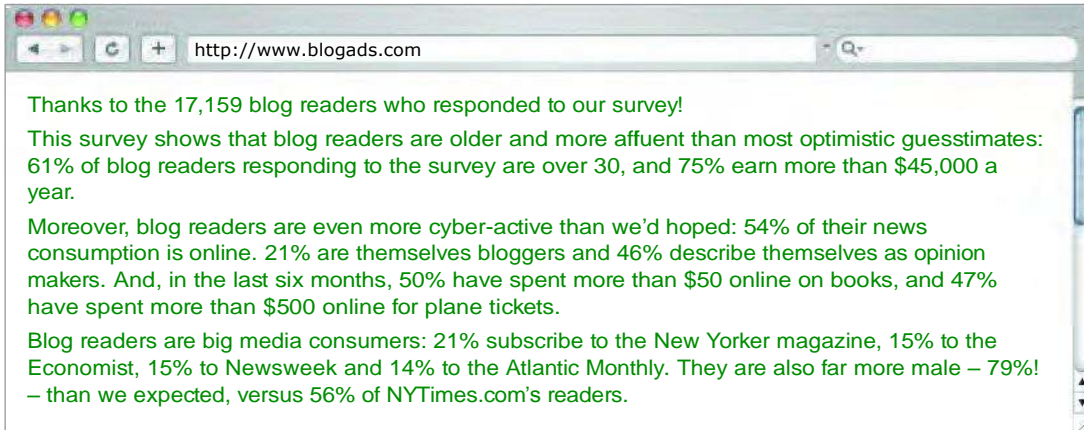 http://www.blogads.com
Thanks to the 17,159 blog readers who responded to our survey!
This survey shows that blog readers are older and more affuent than most optimistic guesstimates:
61% of blog readers responding to the survey are over 30, and 75% earn more than $45,000 a
year.
Moreover, blog readers are even more cyber-active than we’d hoped: 54% of their news
consumption is online. 21% are themselves bloggers and 46% describe themselves as opinion
makers. And, in the last six months, 50% have spent more than $50 online on books, and 47%
have spent more than $500 online for plane tickets.
Blog readers are big media consumers: 21% subscribe to the New Yorker magazine, 15% to the
Economist, 15% to Newsweek and 14% to the Atlantic Monthly. They are also far more male – 79%!
– than we expected, versus 56% of NYTimes.com’s readers.